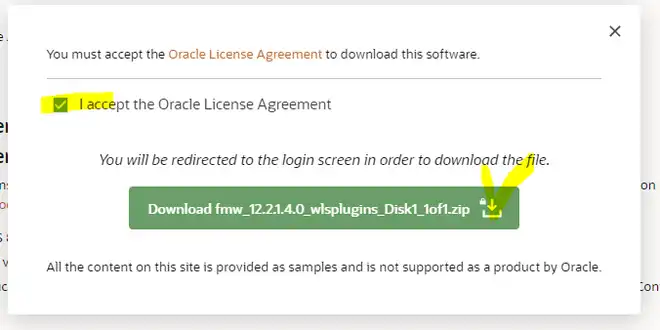 You must accept the Oracle License Agreement to download this software.
I accept the Oracle License Agreement
You will be redirected to the login screen in order to download the file.
Download fmw_12.2.1.4.0_wlsplugins_Disk1_1of1.zip
All the content on this site is provided as samples and is not supported as a product by Oracle.